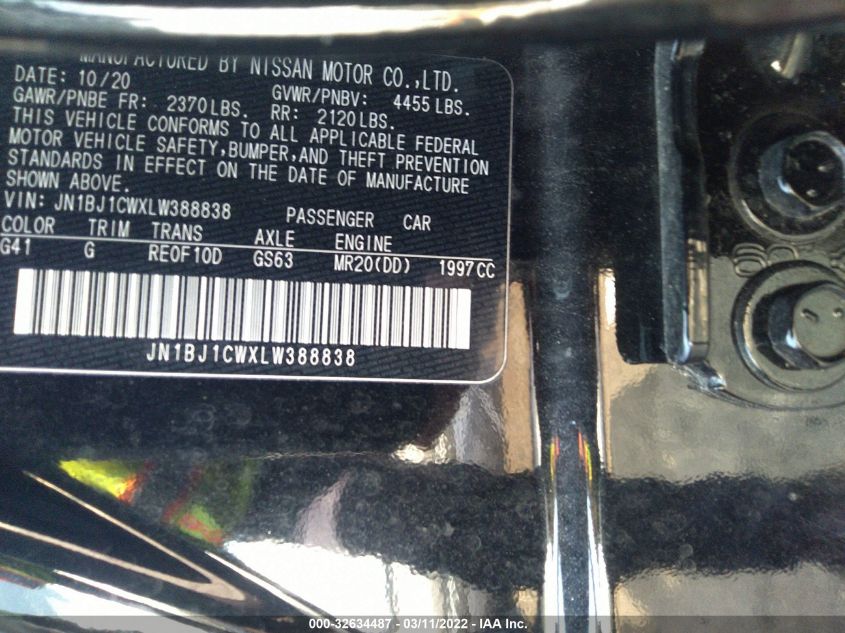 MANUFACTURED BY NISSAN MOTOR CO.,LTD.
DATE: 10/20
GAWR/PNBE FR: 2370LBS. GVWR/PNBV: 4455 LBS.
RR: 2120LBS.
THIS VEHICLE CONFORMS TO ALL APPLICABLE FEDERAL
MOTOR VEHICLE SAFETY,BUMPER,AND THEFT PREVENTION
STANDARDS IN EFFECT ON THE DATE OF MANUFACTURE
SHOWN ABOVE.
VIN: JN1BJ1CWXLW388838 PASSENGER CAR
COLOR TRIM TRANS AXLE ENGINE
G41 G RE0F10D GS63 MR20(DD) 1997CC
JN1BJ1CWXLW388838
000-32634487 - 03/11/2022 - IAA Inc.